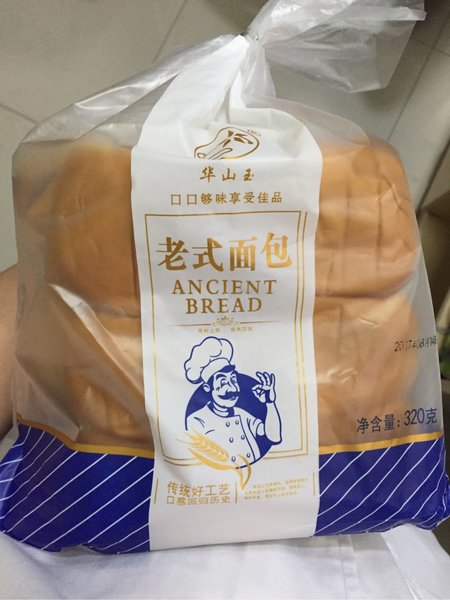 华山玉
口口够味享受佳品
老式面包
ANCIENT
BREAD
净含量: 320克
传统好工艺
口感回归历史